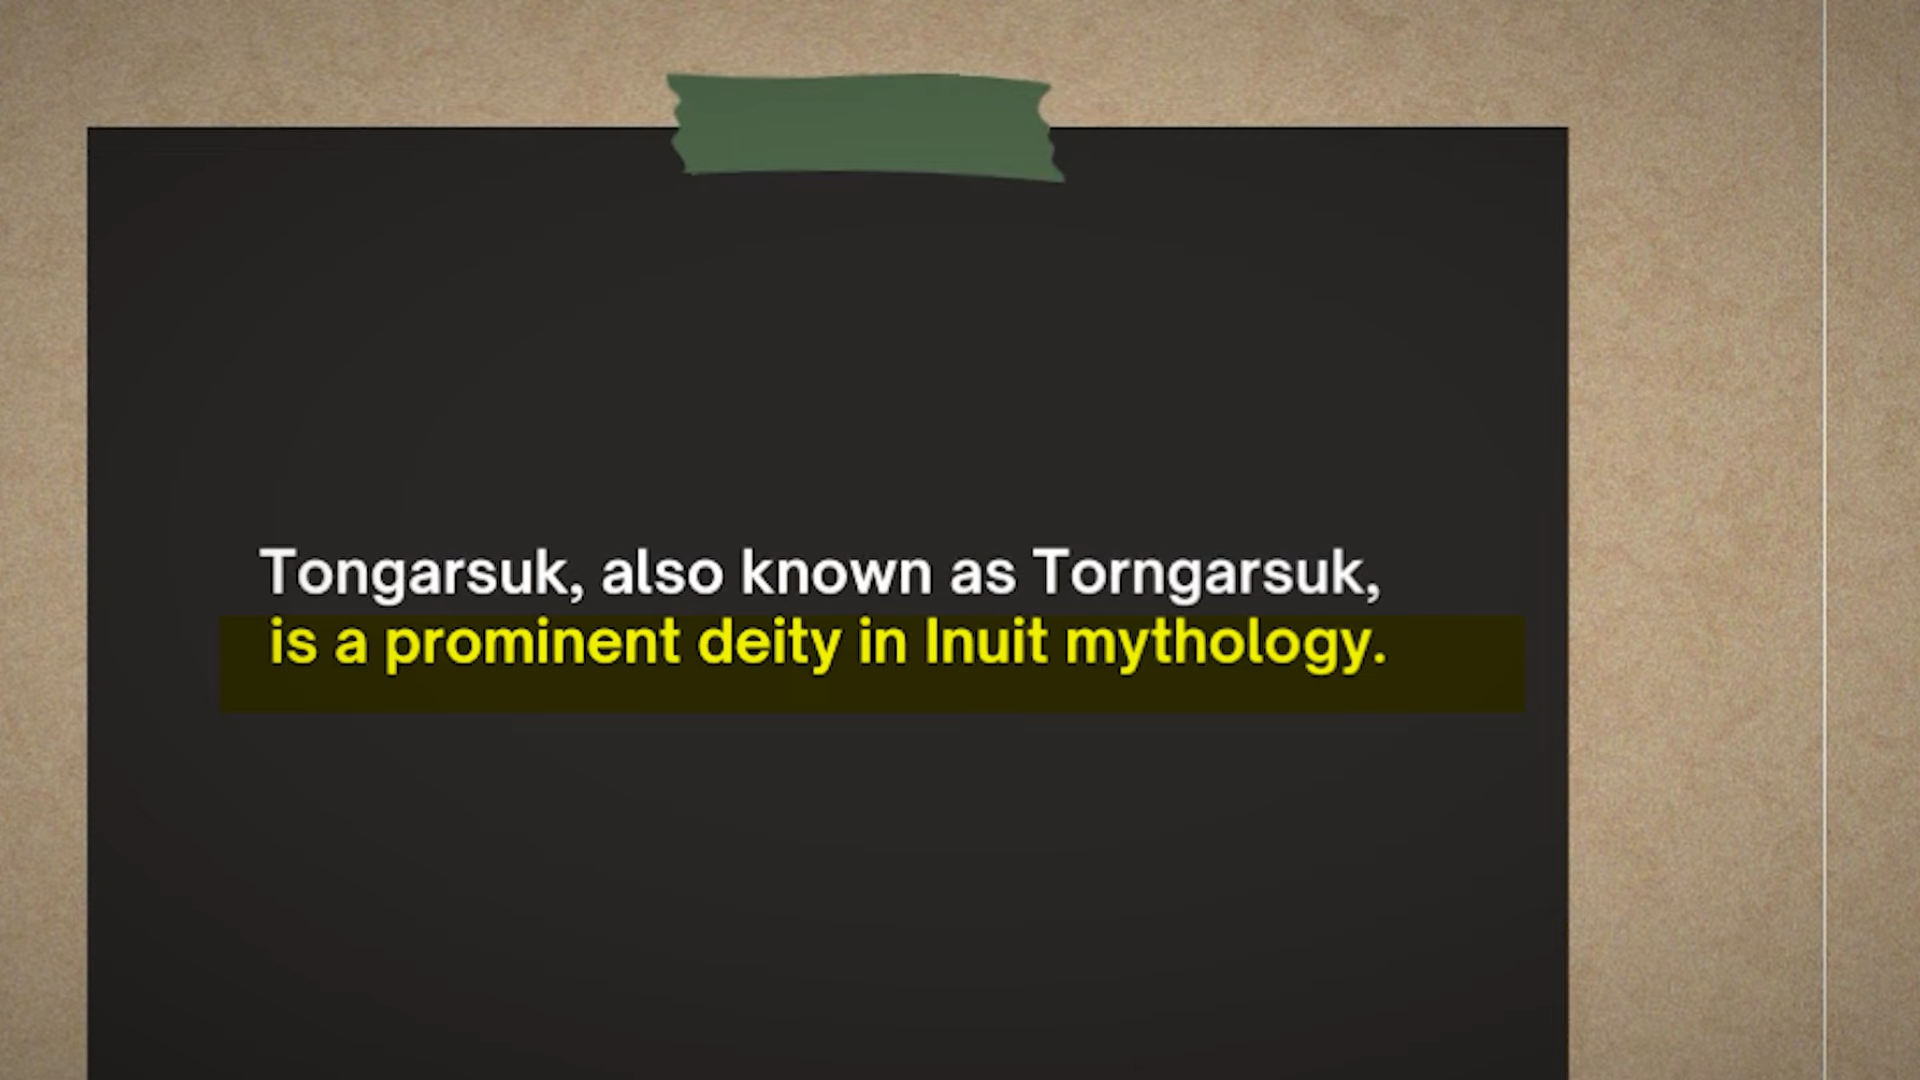 Tongarsuk, also known as Torngarsuk,
is a prominent deity in Inuit mythology.